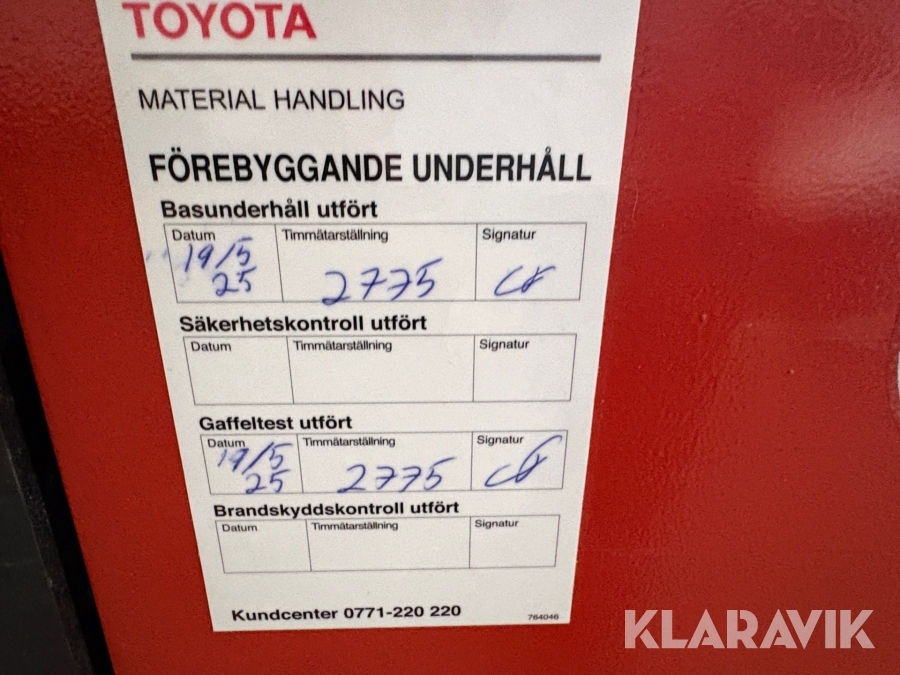 TOYOTA
MATERIAL HANDLING
FÖREBYGGANDE UNDERHÅLL
Basunderhåll utfört
Datum Timmätarställning Signatur
19/5
25 2775
Säkerhetskontroll utfört
Datum Timmätarställning Signatur
Gaffeltest utfört
Datum Timmätarställning Signatur
19/5
25 2775
Brandskyddskontroll utfört
Datum Timmätarställning Signatur
Kundcenter 0771-220 220
764046
KLARAVIK